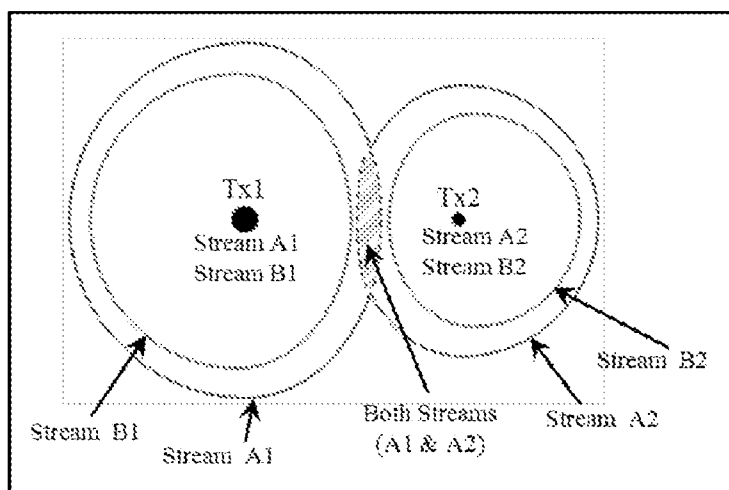 Tx1
Stream A1
Stream B1
Tx2
Stream A2
Stream B2
Stream B2
Stream A2
Both Streams
(A1 & A2)
Stream B1
Stream A1